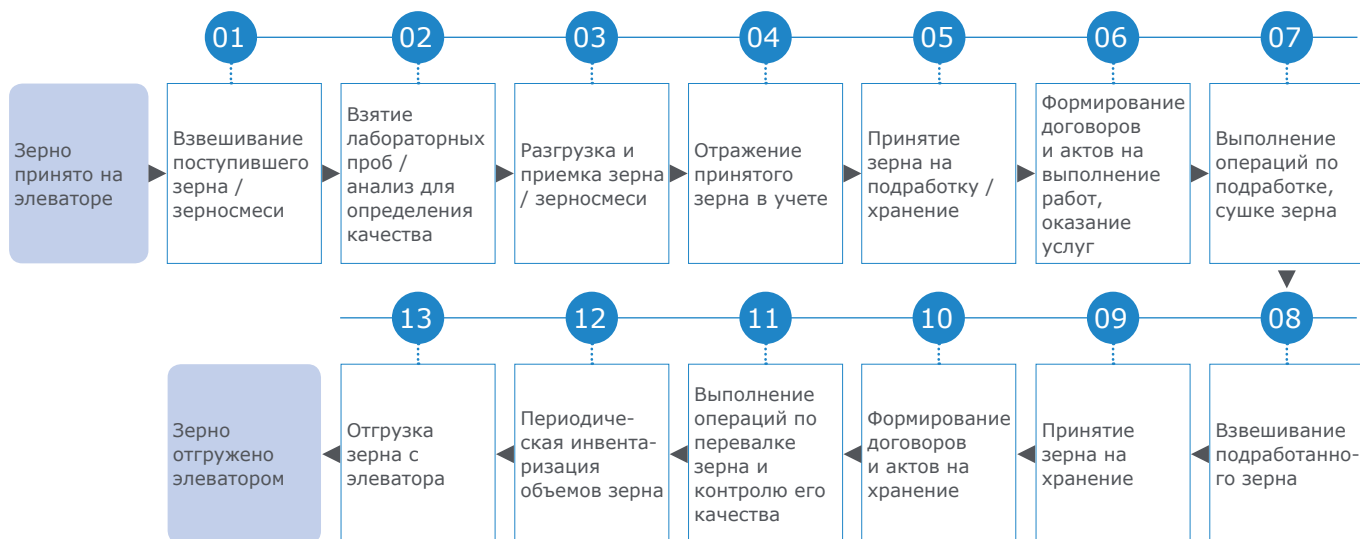 01
02
03
04
05
06
07
Зерно
принято на
элеваторе
Взвешивание
поступившего
зерна /
зерносмеси
Взятие
лабораторных
проб /
анализ для
определения
качества
Разгрузка и
приемка зерна
/ зерносмеси
Отражение
принятого
зерна в учете
Принятие
зерна на
подработку /
хранение
Формирование
договоров
и актов на
выполнение
работ,
оказание
услуг
Выполнение
операций по
подработке,
сушке зерна
13
12
11
10
09
08
Зерно
отгружено
элеватором
Отгрузка
зерна с
элеватора
Периодиче-
ская инвента-
ризация
объемов зерна
Выполнение
операций по
перевалке
зерна и
контролю его
качества
Формирование
договоров
и актов на
хранение
Принятие
зерна на
хранение
Взвешивание
подработанно-
го зерна